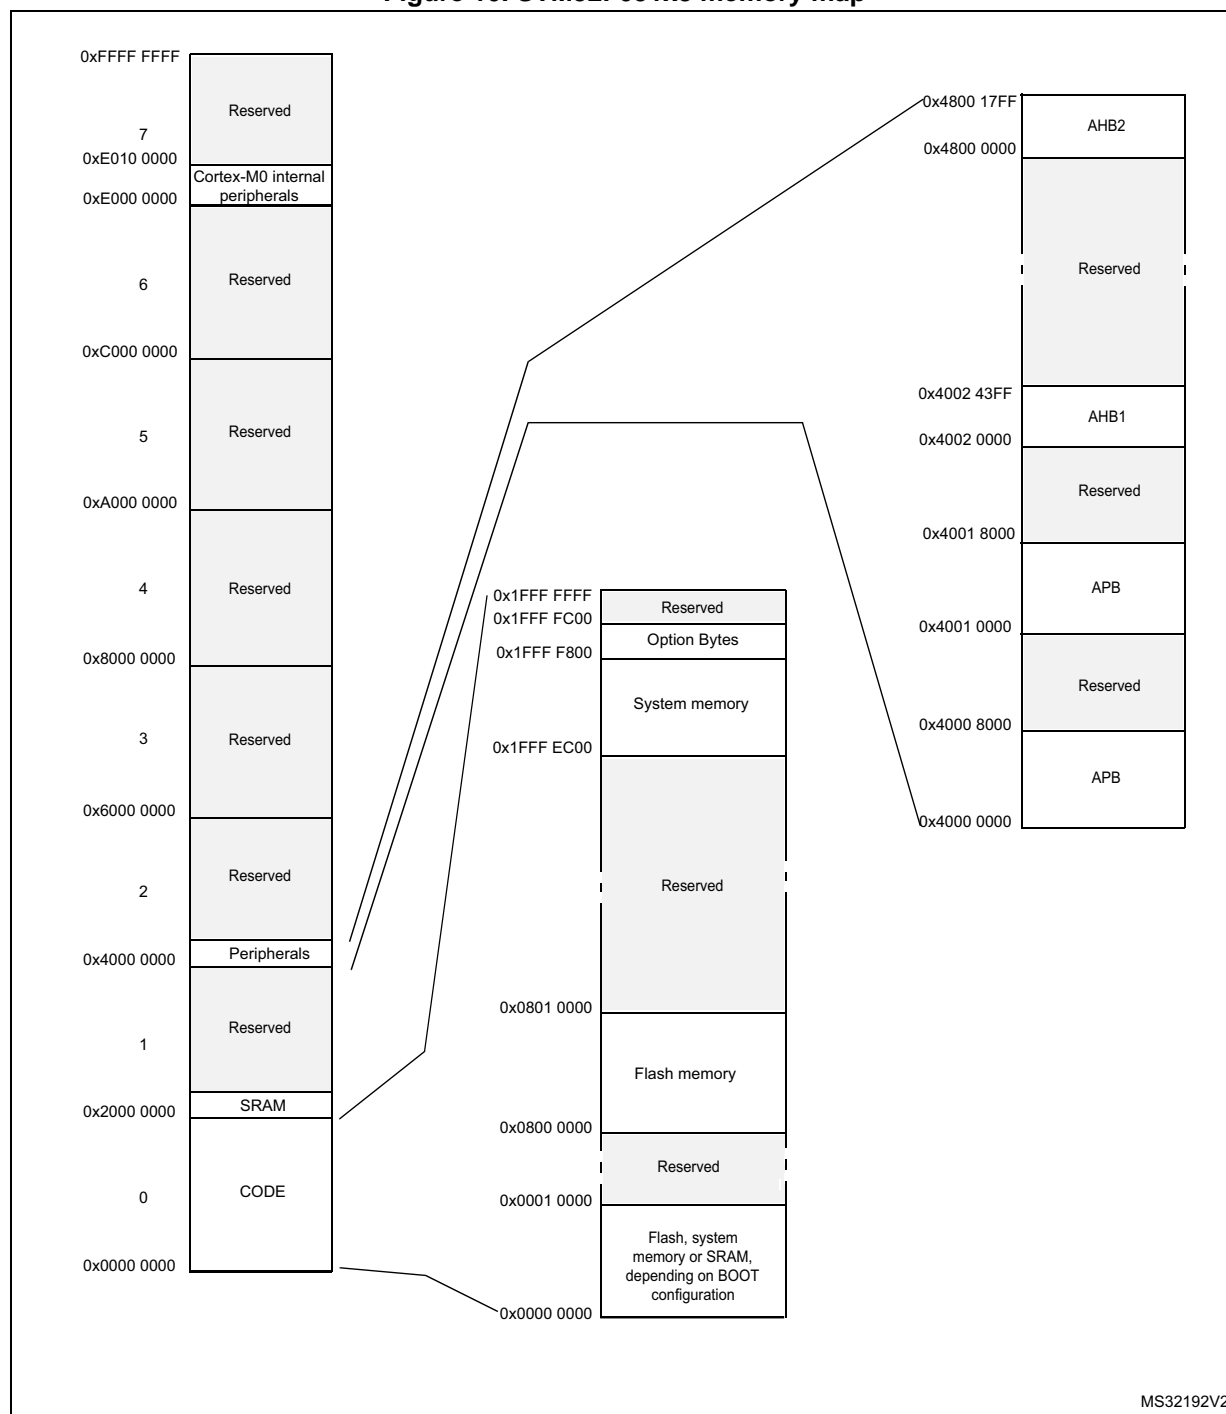 0xFFFF FFFF
Reserved
7
0xE010 0000
Cortex-M0 internal
peripherals
0xE000 0000
Reserved
6
0xC000 0000
Reserved
5
0xA000 0000
Reserved
4
0x8000 0000
Reserved
3
0x6000 0000
Reserved
2
Peripherals
0x4000 0000
Reserved
1
SRAM
0x2000 0000
CODE
0
0x0000 0000
0x1FFF FFFF
Reserved
0x1FFF FC00
Option Bytes
0x1FFF F800
System memory
0x1FFF EC00
Reserved
0x0801 0000
Flash memory
0x0800 0000
Reserved
0x0001 0000
Flash, system
memory or SRAM,
depending on BOOT
configuration
0x0000 0000
0x4800 17FF
AHB2
0x4800 0000
Reserved
0x4002 43FF
AHB1
0x4002 0000
Reserved
0x4001 8000
APB
0x4001 0000
Reserved
0x4000 8000
APB
0x4000 0000
MS32192V2